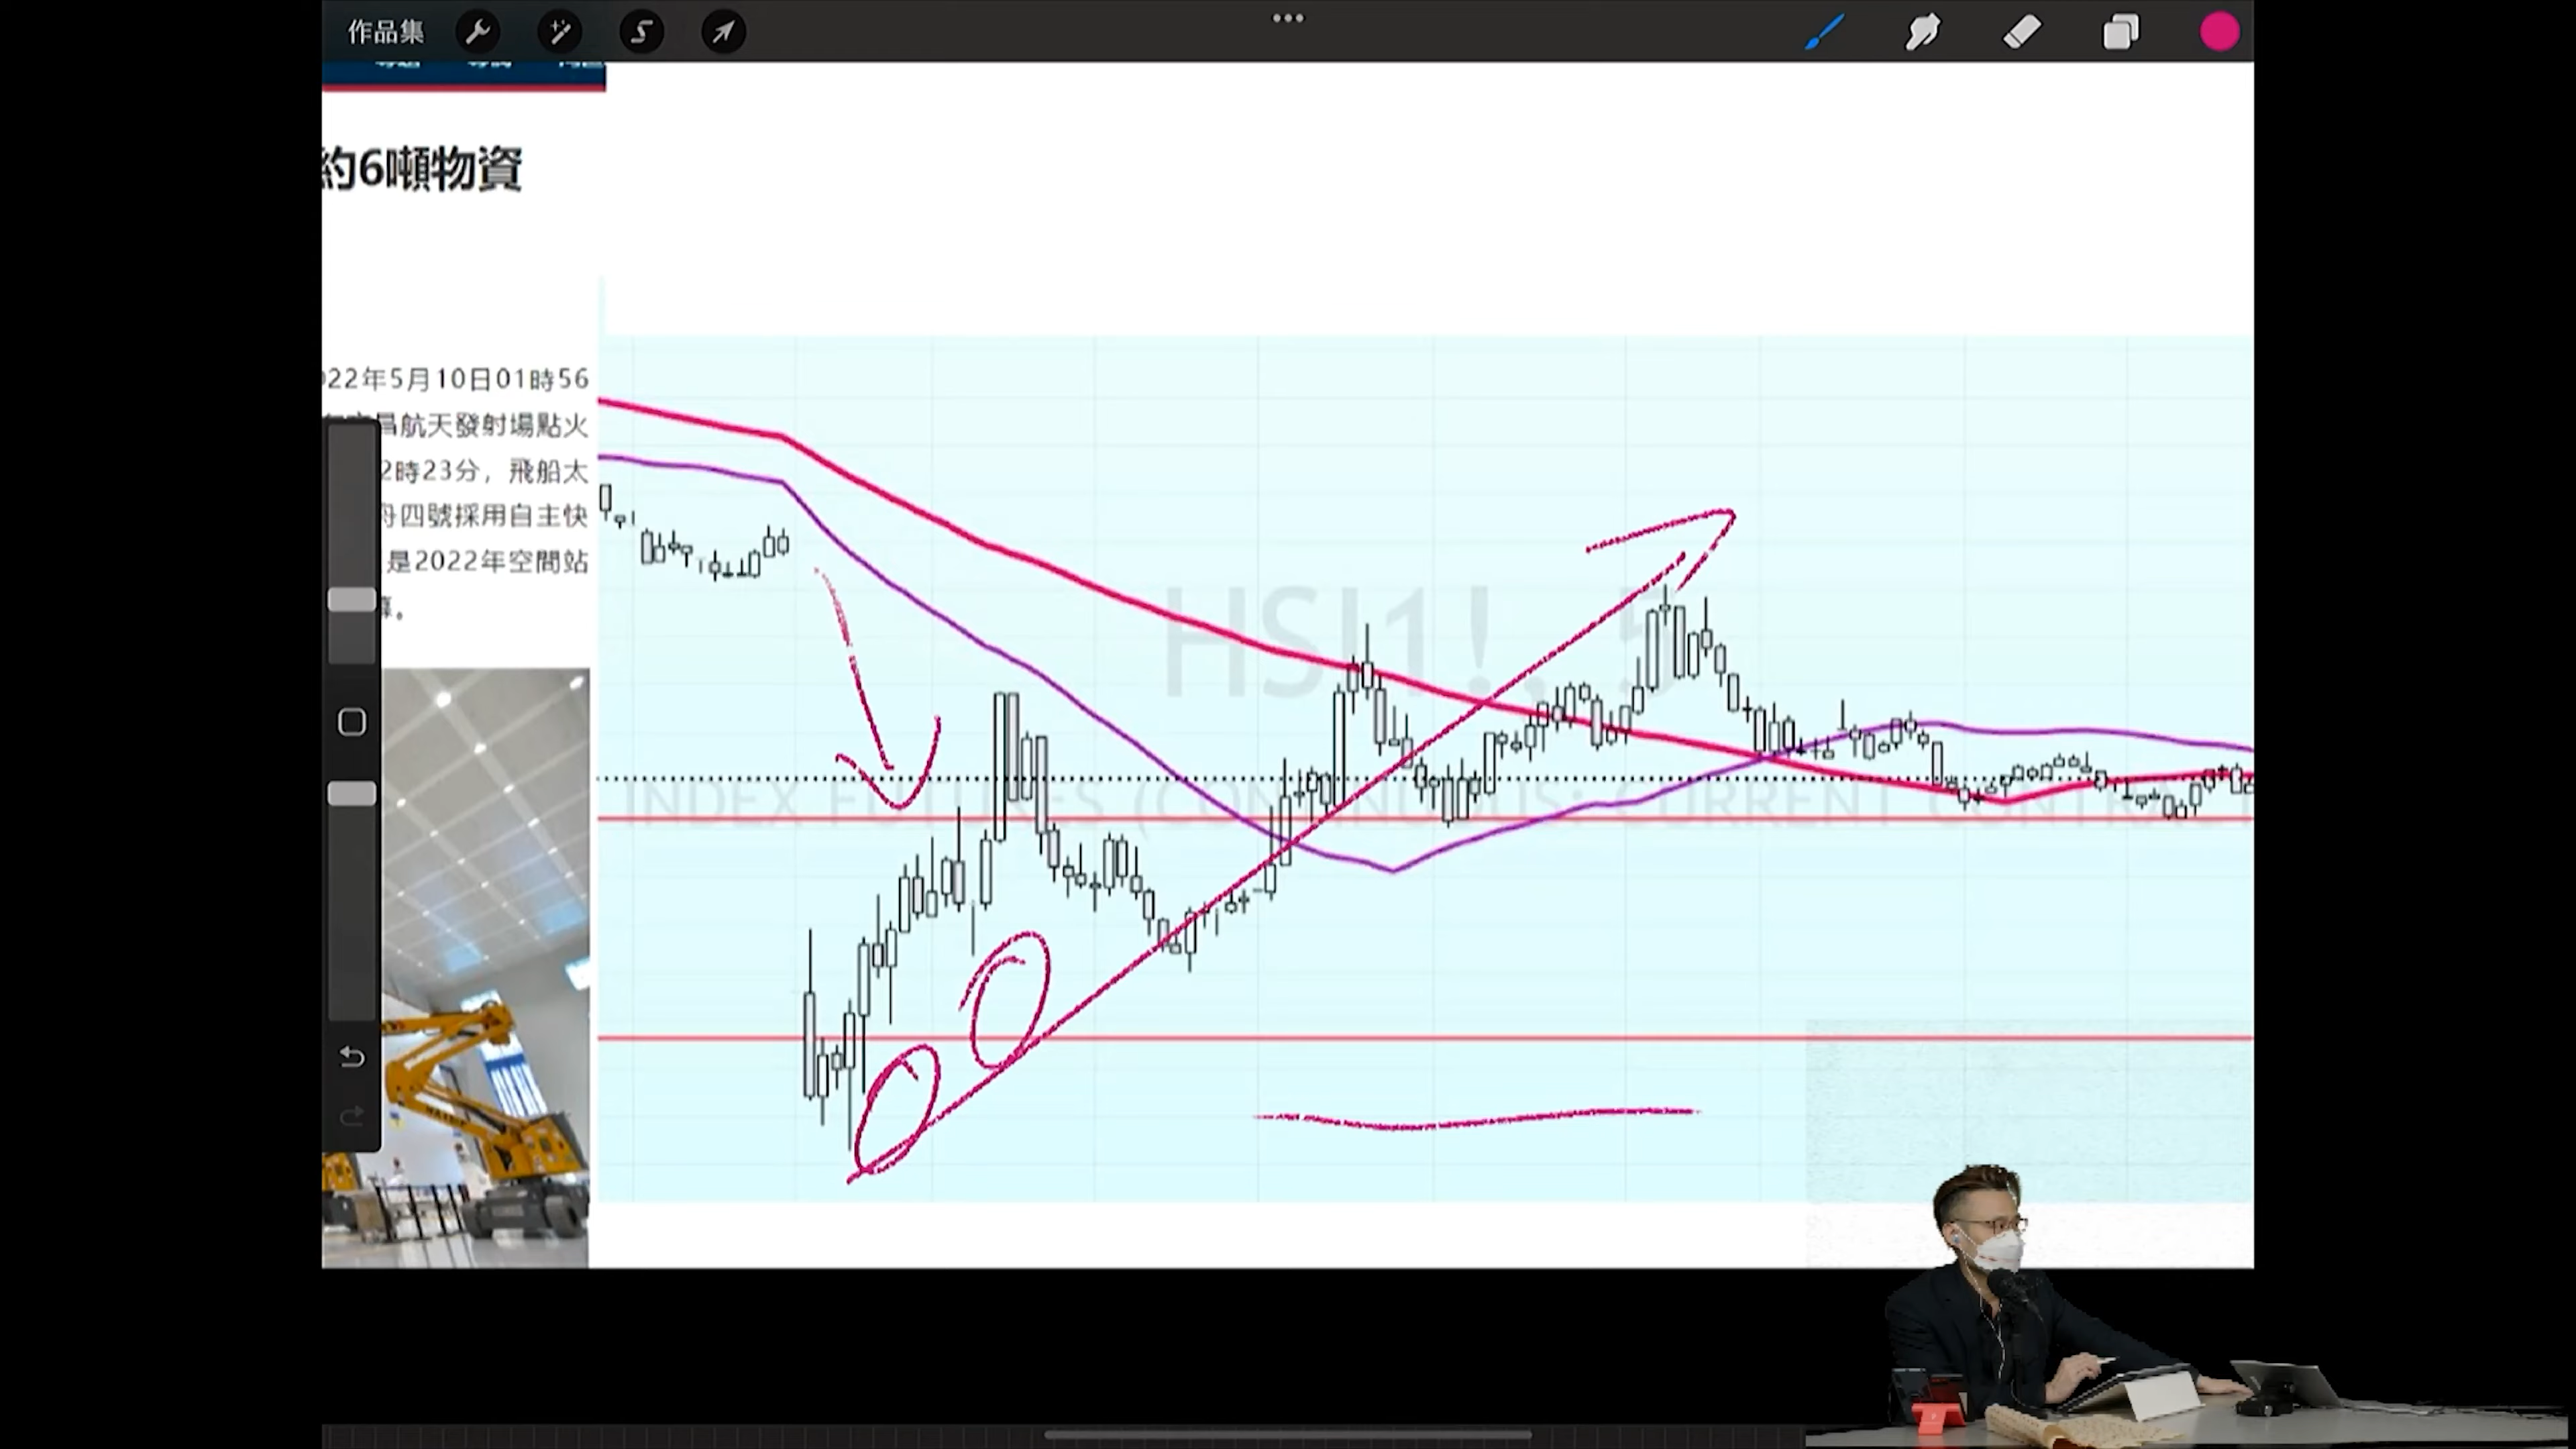 作品集
約6噸物資
022年5月10日01時56
昌航天發射場點火
2時23分，飛船太
舟四號採用自主快
是2022年空間站
HSI1!, 5
INDEX FUTURES (CONTINUOUS: CURRENT CONTRA